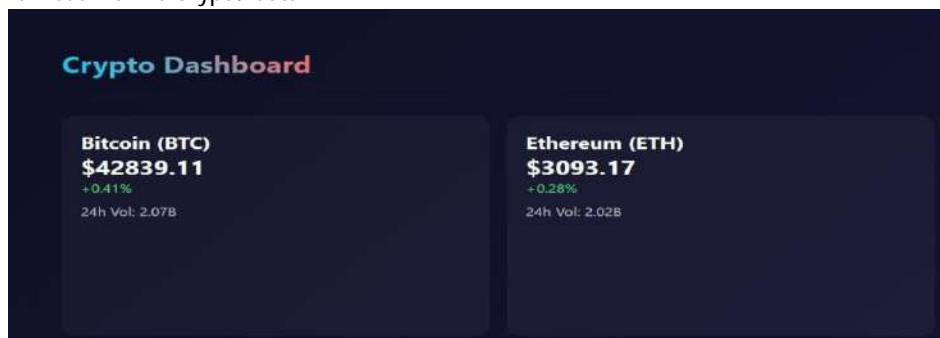 Crypto Dashboard
Bitcoin (BTC)
$42839.11
+0.41%
24h Vol: 2.07B
Ethereum (ETH)
$3093.17
+0.28%
24h Vol: 2.02B